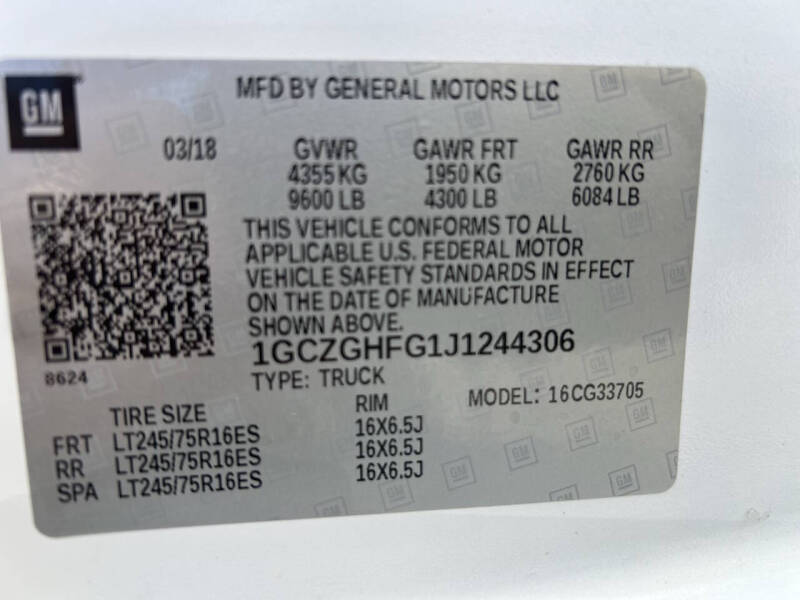 GM
MFD BY GENERAL MOTORS LLC
03/18 GVWR GAWR FRT GAWR RR
4355 KG 1950 KG 2760 KG
9600 LB 4300 LB 6084 LB
THIS VEHICLE CONFORMS TO ALL
APPLICABLE U.S. FEDERAL MOTOR
VEHICLE SAFETY STANDARDS IN EFFECT
ON THE DATE OF MANUFACTURE
SHOWN ABOVE.
1GCZGHFG1J1244306
8624
TYPE: TRUCK
MODEL: 16CG33705
TIRE SIZE RIM
FRT LT245/75R16ES 16X6.5J
RR LT245/75R16ES 16X6.5J
SPA LT245/75R16ES 16X6.5J